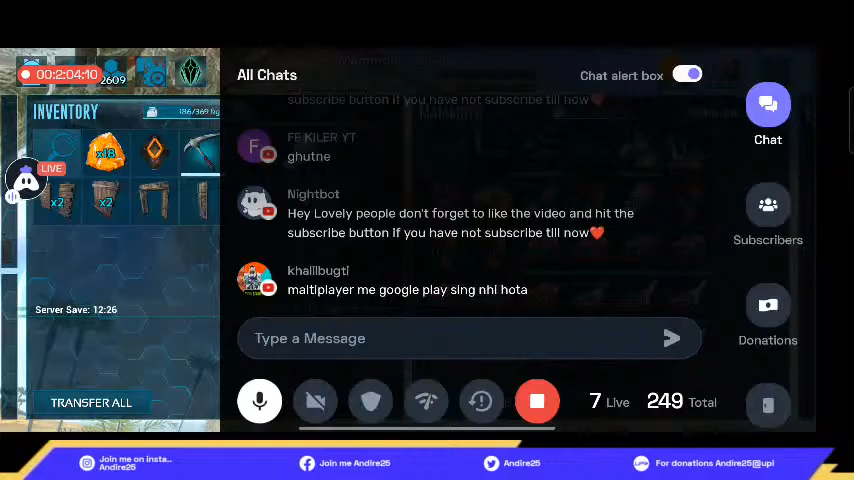 00:2:04:10
2609
All Chats
Chat alert box
INVENTORY
186/369
subscribe button if you have not subscribe till now❤️
FF KILER YT
ghutne
x18
LIVE
x2
x2
Nightbot
Hey Lovely people don't forget to like the video and hit the
subscribe button if you have not subscribe till now❤️
khalilbugti
maltiplayer me google play sing nhi hota
Server Save: 12:26
Type a Message
TRANSFER ALL
7 Live 249 Total
Chat
Subscribers
Donations
Join me on insta..
Andire25
Join me Andire25
Andire25
For donations Andire25@upi